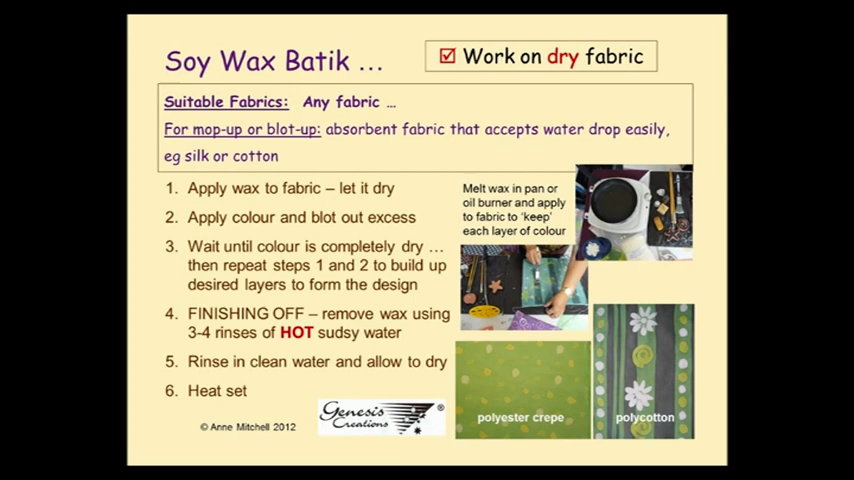 Soy Wax Batik ...
☑ Work on dry fabric
Suitable Fabrics: Any fabric ...
For mop-up or blot-up: absorbent fabric that accepts water drop easily,
eg silk or cotton
1. Apply wax to fabric – let it dry
2. Apply colour and blot out excess
3. Wait until colour is completely dry ...
then repeat steps 1 and 2 to build up
desired layers to form the design
4. FINISHING OFF – remove wax using
3-4 rinses of HOT sudsy water
5. Rinse in clean water and allow to dry
6. Heat set
Melt wax in pan or
oil burner and apply
to fabric to ‘keep’
each layer of colour
polyester crepe
polycotton
© Anne Mitchell 2012
Genesis
Creations ®